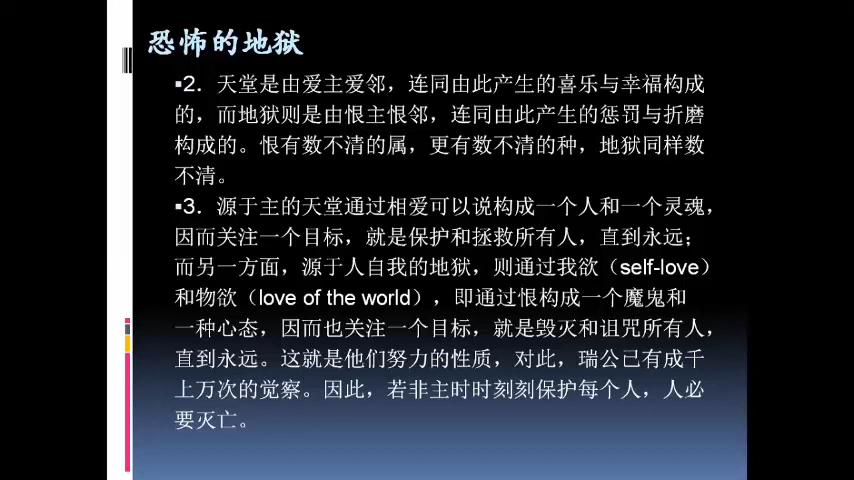 恐怖的地狱
▪2．天堂是由爱主爱邻，连同由此产生的喜乐与幸福构成
的，而地狱则是由恨主恨邻，连同由此产生的惩罚与折磨
构成的。恨有数不清的属，更有数不清的种，地狱同样数
不清。
▪3．源于主的天堂通过相爱可以说构成一个人和一个灵魂，
因而关注一个目标，就是保护和拯救所有人，直到永远；
而另一方面，源于人自我的地狱，则通过我欲（self-love）
和物欲（love of the world），即通过恨构成一个魔鬼和
一种心态，因而也关注一个目标，就是毁灭和诅咒所有人，
直到永远。这就是他们努力的性质，对此，瑞公已有成千
上万次的觉察。因此，若非主时时刻刻保护每个人，人必
要灭亡。